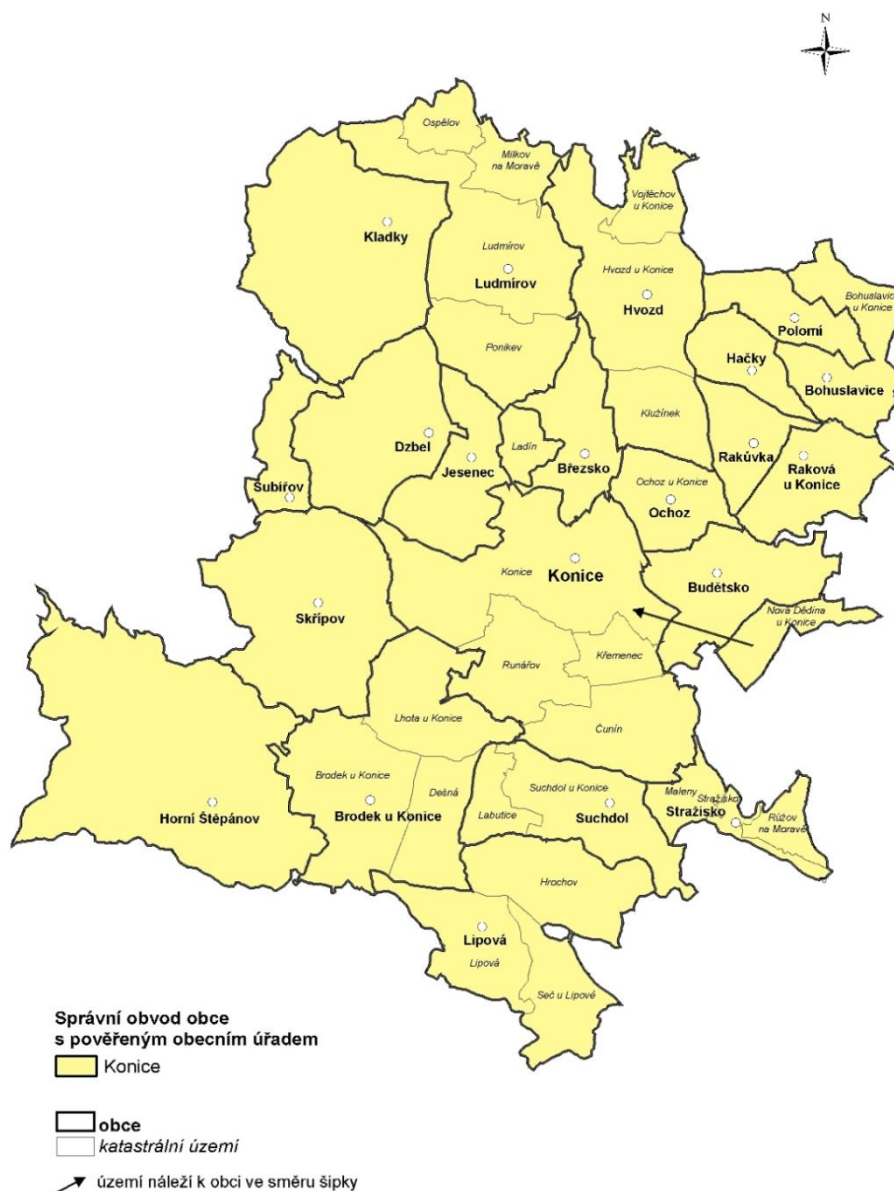 N
Ospělov
Milkov
na Moravě
Vojtěchov
u Konice
Kladky
Ludmírov
Ludmírov
Hvozd u Konice
Hvozd
Bohuslavice
u Konice
Polomí
Ponikev
Hačky
Bohuslavice
Klužínek
Dzbel
Jesenec
Ladín
Březsko
Rakůvka
Raková
u Konice
Šubířov
Ochoz u Konice
Ochoz
Konice
Konice
Budětsko
Skřípov
Nová Dědina
u Konice
Runářov
Křemenec
Lhota u Konice
Čunín
Brodek u Konice
Dešná
Suchdol u Konice
Maleny
Stražisko
Horní Štěpánov
Brodek u Konice
Labutice
Suchdol
Stražisko
Růžov
na Moravě
Hrochov
Lipová
Lipová
Seč u Lipové
Správní obvod obce
s pověřeným obecním úřadem
Konice
obce
katastrální území
území náleží k obci ve směru šipky